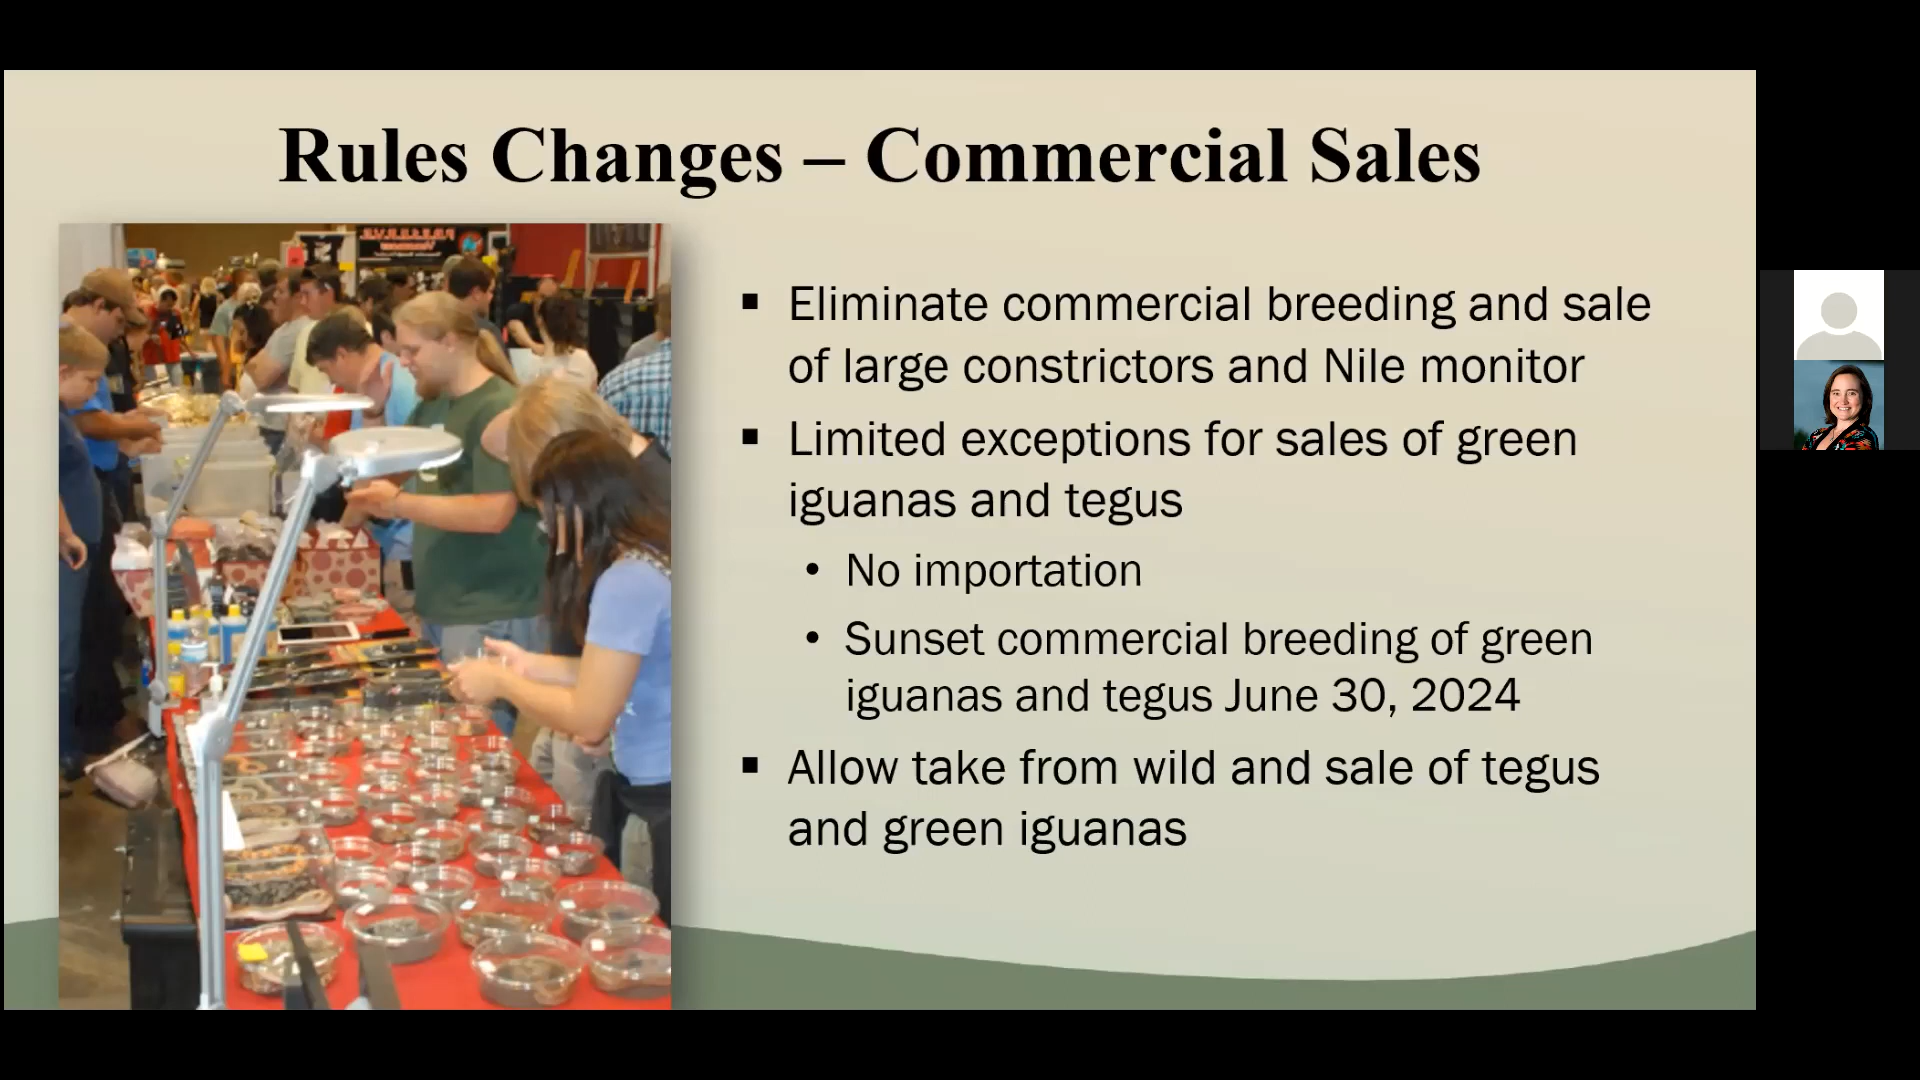 Rules Changes – Commercial Sales
▪ Eliminate commercial breeding and sale
of large constrictors and Nile monitor
▪ Limited exceptions for sales of green
iguanas and tegus
• No importation
• Sunset commercial breeding of green
iguanas and tegus June 30, 2024
▪ Allow take from wild and sale of tegus
and green iguanas